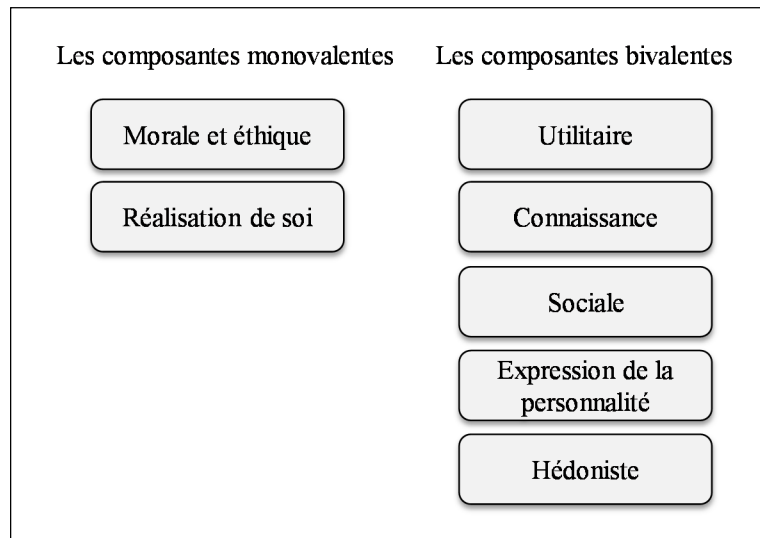 Les composantes monovalentes
Morale et éthique
Réalisation de soi
Les composantes bivalentes
Utilitaire
Connaissance
Sociale
Expression de la
personnalité
Hédoniste